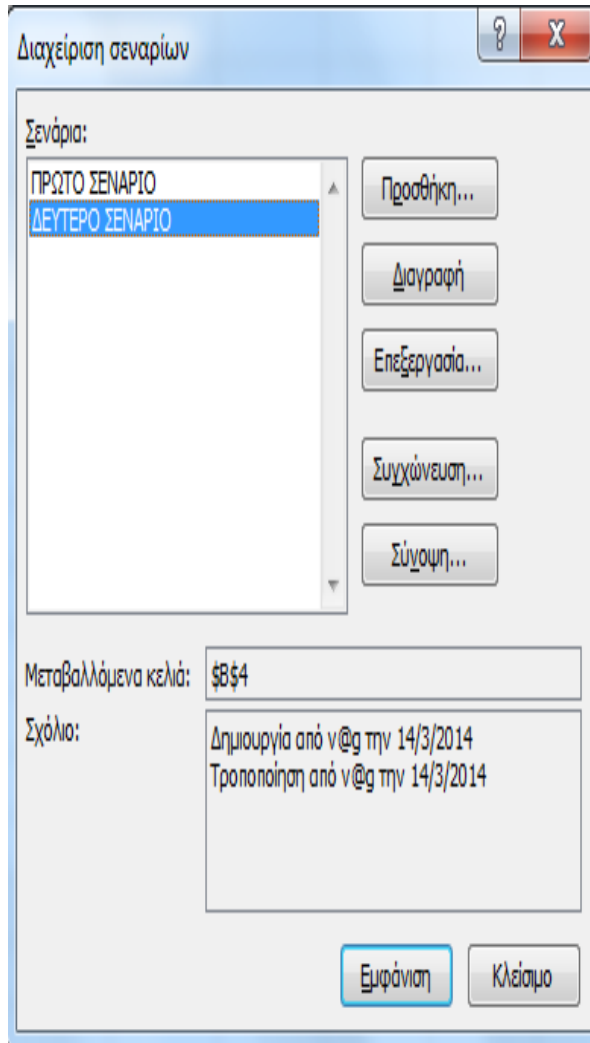 Διαχείριση σεναρίων
Σενάρια:
ΠΡΩΤΟ ΣΕΝΑΡΙΟ
ΔΕΥΤΕΡΟ ΣΕΝΑΡΙΟ
Προσθήκη...
Διαγραφή
Επεξεργασία...
Συγχώνευση...
Σύνοψη...
Μεταβαλλόμενα κελιά: $B$4
Σχόλιο:
Δημιουργία από v@g την 14/3/2014
Τροποποίηση από v@g την 14/3/2014
Εμφάνιση
Κλείσιμο